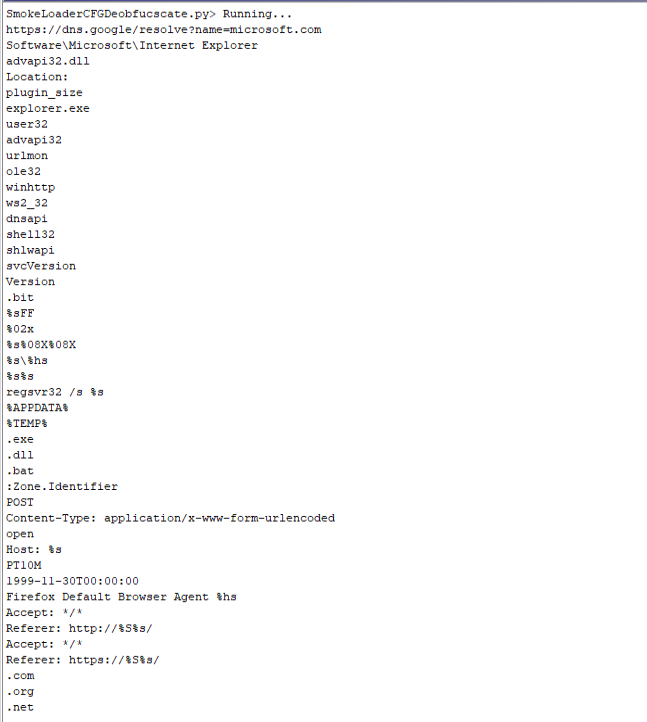 SmokeLoaderCFGDeobfucscate.py> Running...
https://dns.google/resolve?name=microsoft.com
Software\Microsoft\Internet Explorer
advapi32.dll
Location:
plugin_size
explorer.exe
user32
advapi32
urlmon
ole32
winhttp
ws2_32
dnsapi
shell32
shlwapi
svcVersion
Version
.bit
%sFF
%02x
%s%08X%08X
%s\%hs
%s%s
regsvr32 /s %s
%APPDATA%
%TEMP%
.exe
.dll
.bat
:Zone.Identifier
POST
Content-Type: application/x-www-form-urlencoded
open
Host: %s
PT10M
1999-11-30T00:00:00
Firefox Default Browser Agent %hs
Accept: */*
Referer: http://%S%s/
Accept: */*
Referer: https://%S%s/
.com
.org
.net